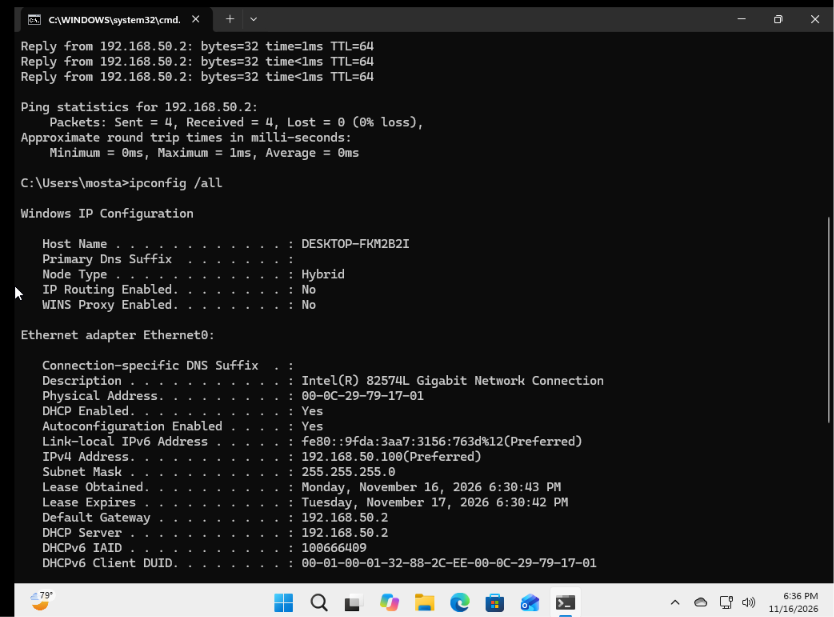 C:\WINDOWS\system32\cmd.
Reply from 192.168.50.2: bytes=32 time=1ms TTL=64
Reply from 192.168.50.2: bytes=32 time<1ms TTL=64
Reply from 192.168.50.2: bytes=32 time<1ms TTL=64
Ping statistics for 192.168.50.2:
    Packets: Sent = 4, Received = 4, Lost = 0 (0% loss),
Approximate round trip times in milli-seconds:
    Minimum = 0ms, Maximum = 1ms, Average = 0ms
C:\Users\mosta>ipconfig /all
Windows IP Configuration
   Host Name . . . . . . . . . . . . : DESKTOP-FKM2B2I
   Primary Dns Suffix  . . . . . . . :
   Node Type . . . . . . . . . . . . : Hybrid
   IP Routing Enabled. . . . . . . . : No
   WINS Proxy Enabled. . . . . . . . : No
Ethernet adapter Ethernet0:
   Connection-specific DNS Suffix  . :
   Description . . . . . . . . . . . : Intel(R) 82574L Gigabit Network Connection
   Physical Address. . . . . . . . . : 00-0C-29-79-17-01
   DHCP Enabled. . . . . . . . . . . : Yes
   Autoconfiguration Enabled . . . . : Yes
   Link-local IPv6 Address . . . . . : fe80::9fda:3aa7:3156:763d%12(Preferred)
   IPv4 Address. . . . . . . . . . . : 192.168.50.100(Preferred)
   Subnet Mask . . . . . . . . . . . : 255.255.255.0
   Lease Obtained. . . . . . . . . . : Monday, November 16, 2026 6:30:43 PM
   Lease Expires . . . . . . . . . . : Tuesday, November 17, 2026 6:30:42 PM
   Default Gateway . . . . . . . . . : 192.168.50.2
   DHCP Server . . . . . . . . . . . : 192.168.50.2
   DHCPv6 IAID . . . . . . . . . . . : 100666409
   DHCPv6 Client DUID. . . . . . . . : 00-01-00-01-32-88-2C-EE-00-0C-29-79-17-01
79°
6:36 PM
11/16/2026